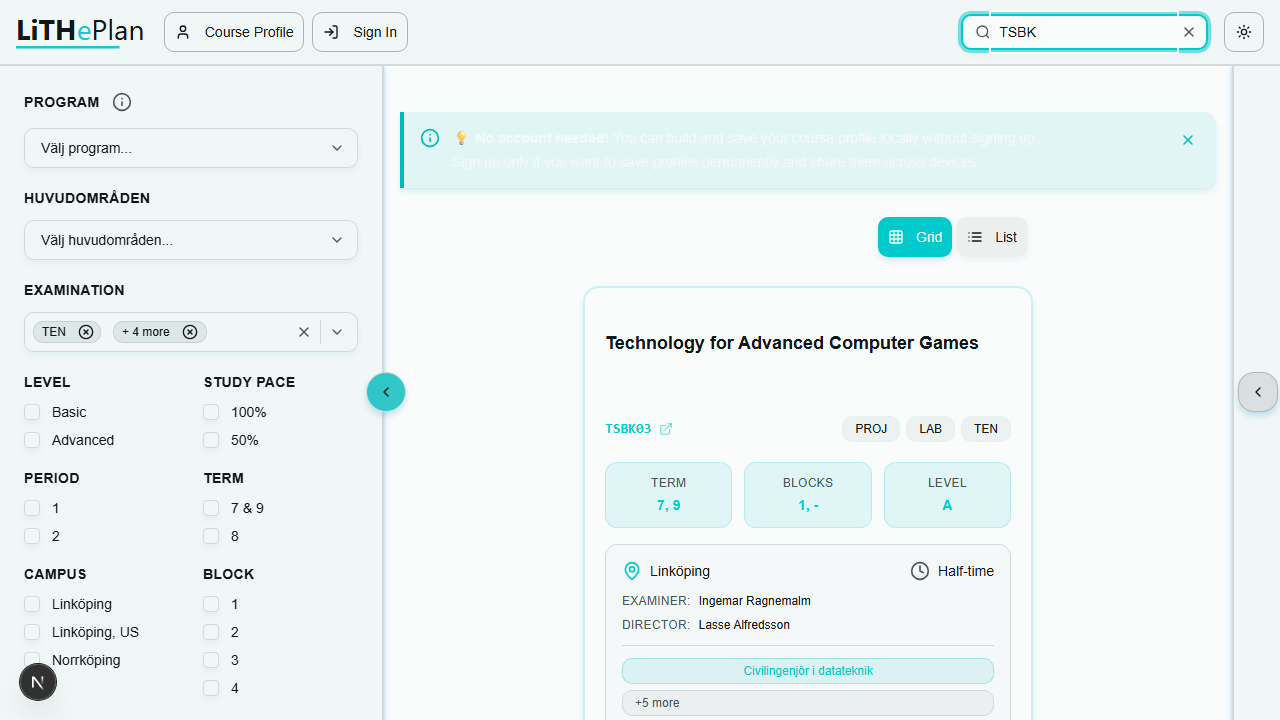 LiTHePlan
Course Profile
Sign In
TSBK
PROGRAM
Välj program...
HUVUDOMRÅDEN
Välj huvudområden...
EXAMINATION
TEN
+ 4 more
LEVEL
Basic
Advanced
STUDY PACE
100%
50%
PERIOD
1
2
TERM
7 & 9
8
CAMPUS
Linköping
Linköping, US
Norrköping
BLOCK
1
2
3
4
N
💡 No account needed! You can build and save your course profile locally without signing up.
Sign up only if you want to save profiles permanently and share them across devices.
Grid
List
Technology for Advanced Computer Games
TSBK03
PROJ
LAB
TEN
TERM
7, 9
BLOCKS
1, -
LEVEL
A
Linköping
Half-time
EXAMINER: Ingemar Ragnemalm
DIRECTOR: Lasse Alfredsson
Civilingenjör i datateknik
+5 more